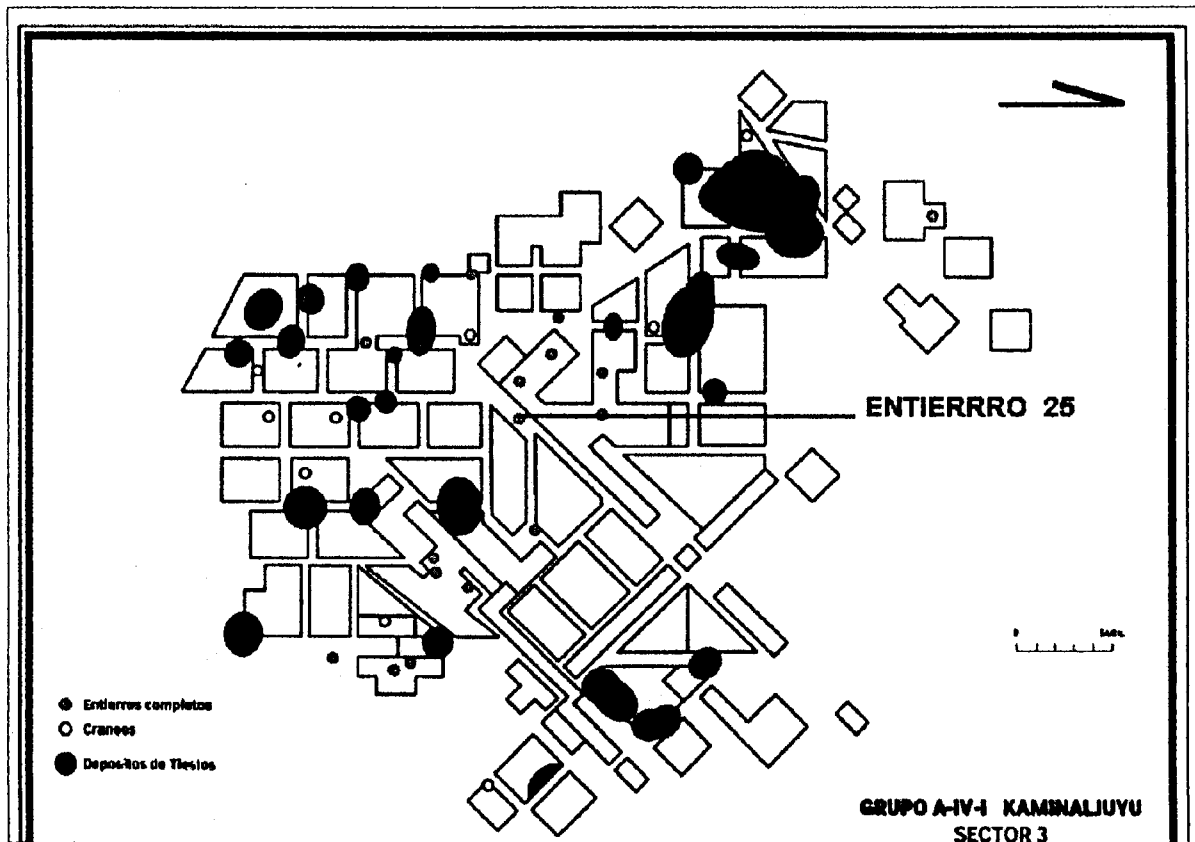 ENTIERRRO 25
Entierros completos
Craneos
Depositos de Tiestos
GRUPO A-IV-I KAMINALJUYU
SECTOR 3